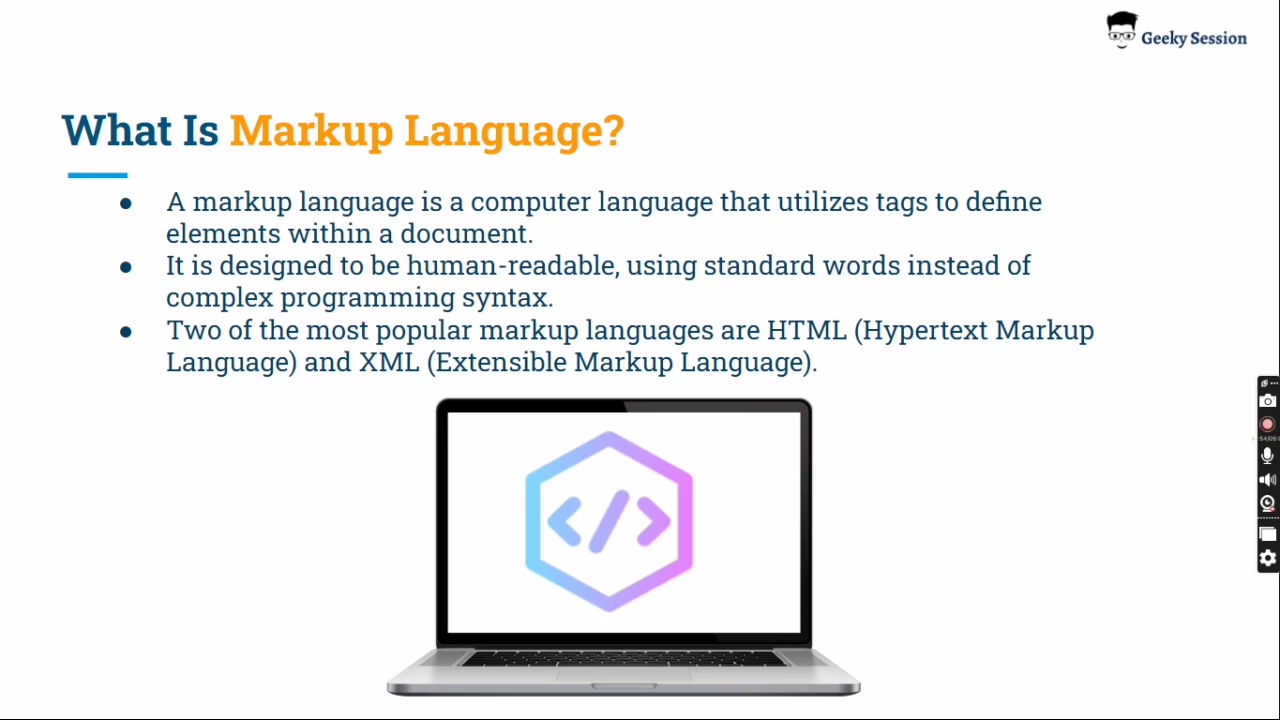 Geeky Session
What Is Markup Language?
● A markup language is a computer language that utilizes tags to define
elements within a document.
● It is designed to be human-readable, using standard words instead of
complex programming syntax.
● Two of the most popular markup languages are HTML (Hypertext Markup
Language) and XML (Extensible Markup Language).